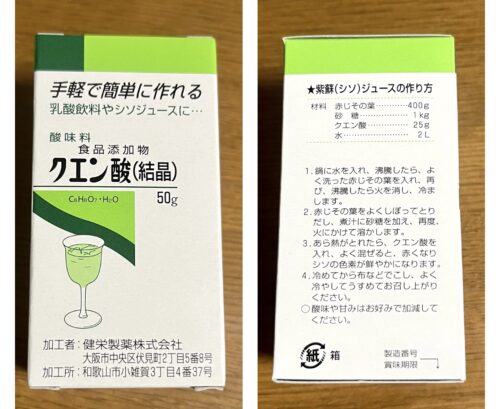 手軽で簡単に作れる
乳酸飲料やシソジュースに…
酸味料
食品添加物
クエン酸(結晶)
C₆H₈O₇・H₂O
50g
加工者:健栄製薬株式会社
大阪市中央区伏見町2丁目5番8号
加工所:和歌山市小雑賀3丁目4番37号
★紫蘇(シソ)ジュースの作り方
材料 赤じその葉…………400g
砂糖…………1kg
クエン酸…………25g
水…………2L
1. 鍋に水を入れ、沸騰したら、よ
く洗った赤じその葉を入れ、再
び、沸騰したら火を消し、冷ま
します。
2. 赤じその葉をよくしぼってとり
だし、煮汁に砂糖を加え、再度、
火にかけて溶かします。
3. あら熱がとれたら、クエン酸を
入れ、よく混ぜると、赤くなり
シソの色素が鮮やかになります。
4. 冷めてから布などでこし、よく
冷やしてうすめてお召し上がり
ください。
○酸味や甘みはお好みで加減して
ください。
紙 箱
製造番号
賞味期限